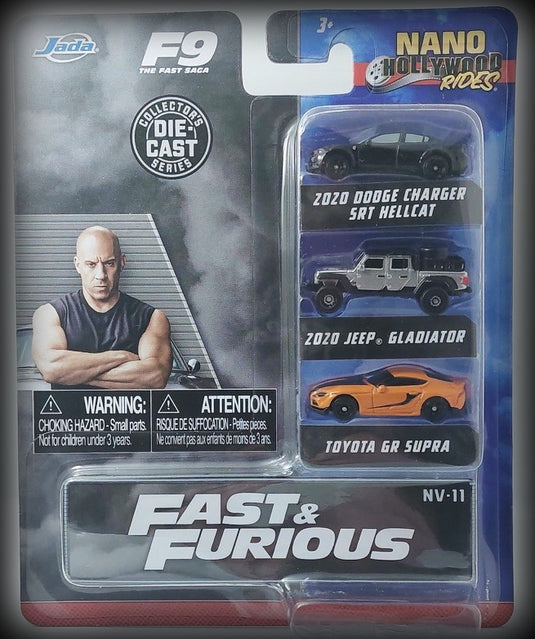 Jada
F9
THE FAST SAGA
3+
NANO
HOLLYWOOD
RIDES
COLLECTOR'S
DIE-
CAST
SERIES
2020 DODGE CHARGER
SRT HELLCAT
2020 JEEP® GLADIATOR
TOYOTA GR SUPRA
WARNING:
CHOKING HAZARD - Small parts.
Not for children under 3 years.
ATTENTION:
RISQUE DE SUFFOCATION - Petites pièces.
Ne convient pas aux enfants de moins de 3 ans.
NV-11
FAST &
FURIOUS